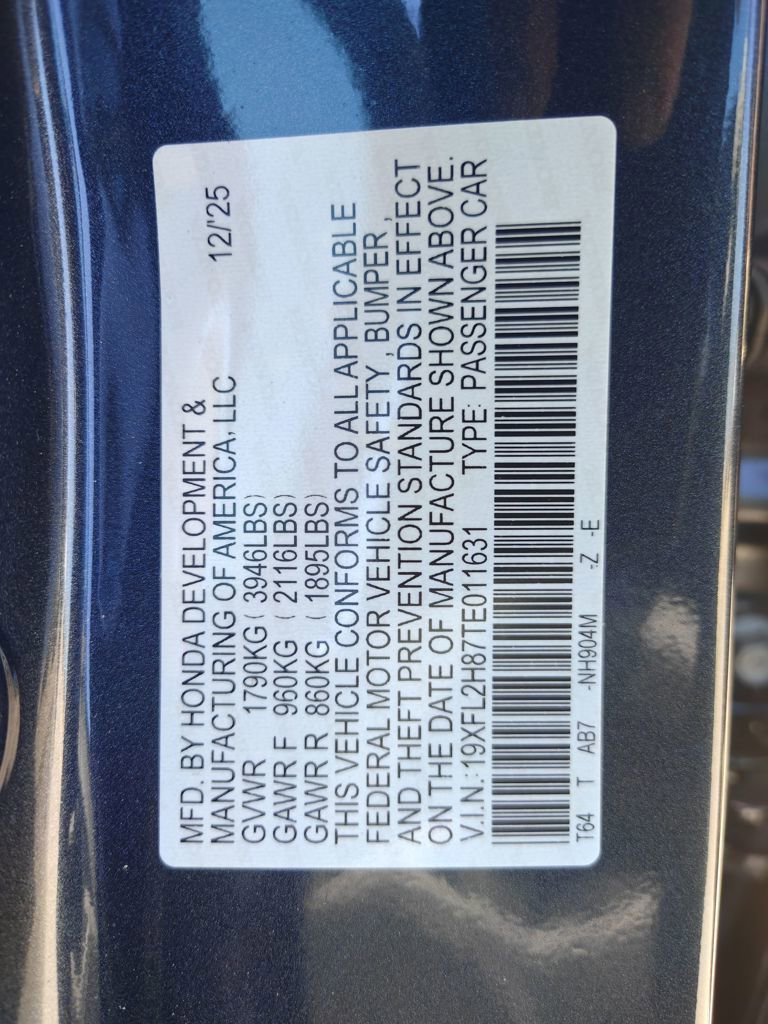 MFD. BY HONDA DEVELOPMENT &
MANUFACTURING OF AMERICA, LLC 12/'25
GVWR 1790KG ( 3946LBS)
GAWR F 960KG ( 2116LBS)
GAWR R 860KG ( 1895LBS)
THIS VEHICLE CONFORMS TO ALL APPLICABLE
FEDERAL MOTOR VEHICLE SAFETY , BUMPER ,
AND THEFT PREVENTION STANDARDS IN EFFECT
ON THE DATE OF MANUFACTURE SHOWN ABOVE.
V.I.N.:19XFL2H87TE011631 TYPE: PASSENGER CAR
T64 T AB7 -NH904M -Z -E